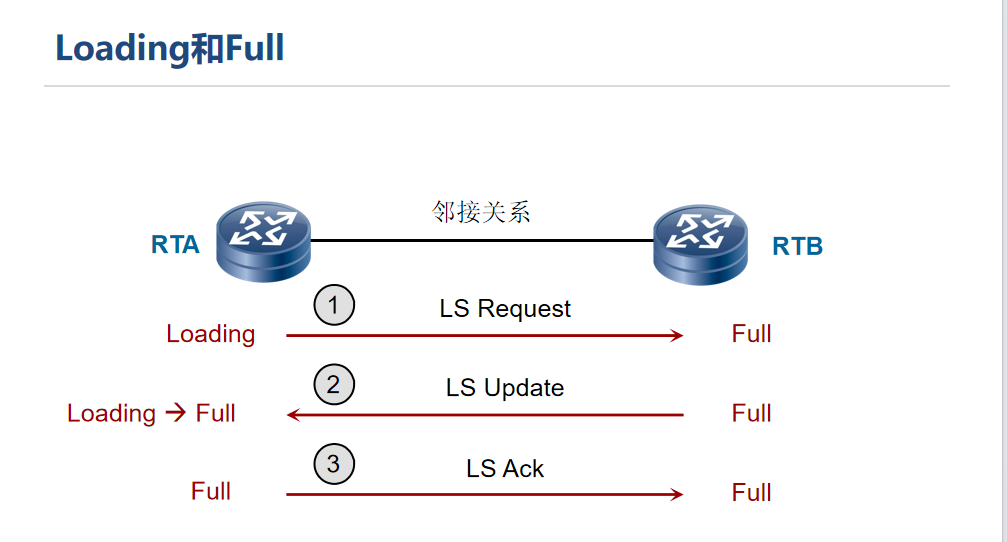 Loading和Full
邻接关系
RTA
RTB
1
LS Request
Loading
Full
2
LS Update
Loading → Full
Full
3
LS Ack
Full
Full